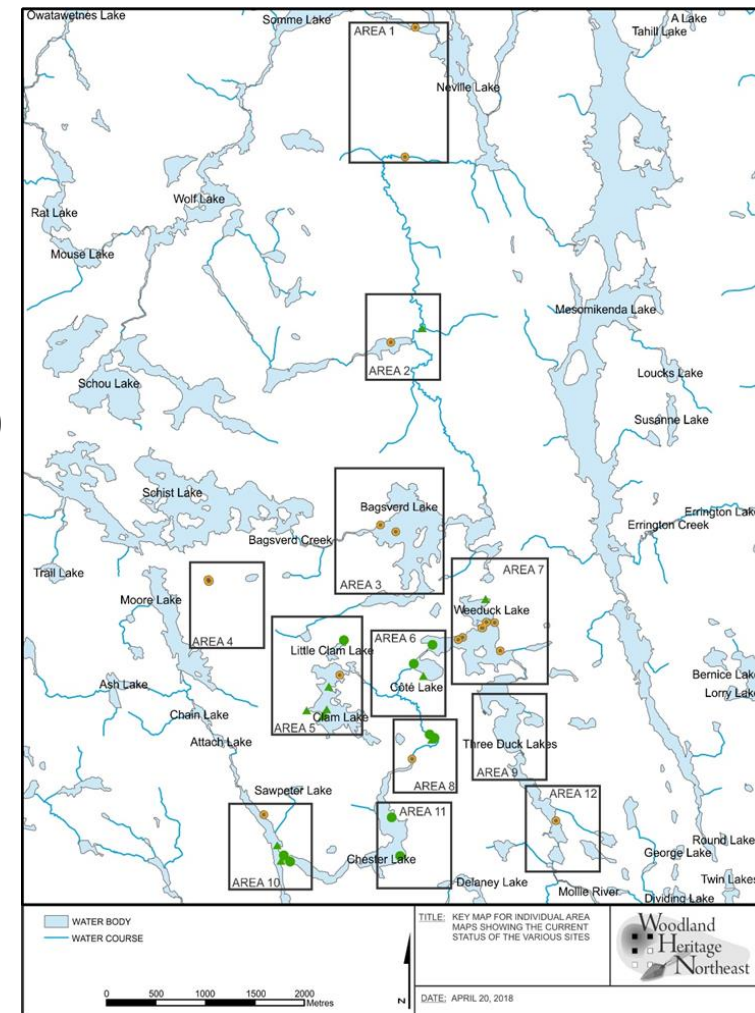 Owatawetnes Lake
Somme Lake
A Lake
Tahill Lake
AREA 1
Neville Lake
Wolf Lake
Rat Lake
Mouse Lake
Mesomikenda Lake
AREA 2
Loucks Lake
Schou Lake
Susanne Lake
Schist Lake
Bagsverd Lake
Errington Lake
Errington Creek
Bagsverd Creek
AREA 3
AREA 7
Trail Lake
Moore Lake
Weeduck Lake
AREA 4
AREA 6
Little Clam Lake
Bernice Lake
Ash Lake
Côté Lake
Lorry Lake
Chain Lake
AREA 5
Clam Lake
Attach Lake
Three Duck Lakes
AREA 9
AREA 8
Sawpeter Lake
AREA 12
AREA 11
Round Lake
George Lake
Chester Lake
AREA 10
Delaney Lake
Twin Lakes
Mollie River
Dividing Lake
WATER BODY
WATER COURSE
TITLE: KEY MAP FOR INDIVIDUAL AREA
MAPS SHOWING THE CURRENT
STATUS OF THE VARIOUS SITES
Woodland
Heritage
Northeast
0 500 1000 1500 2000
Metres
N
DATE: APRIL 20, 2018